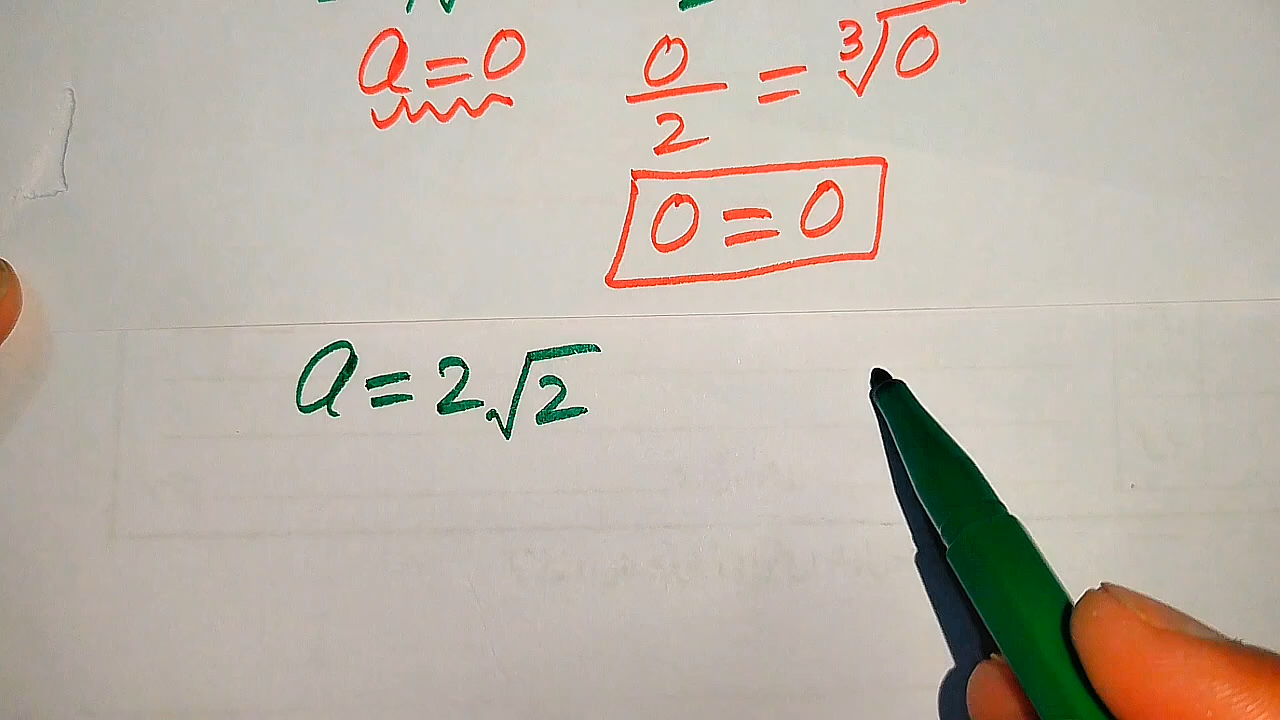 a=0 0/2 = ∛0
0=0
a=2√2